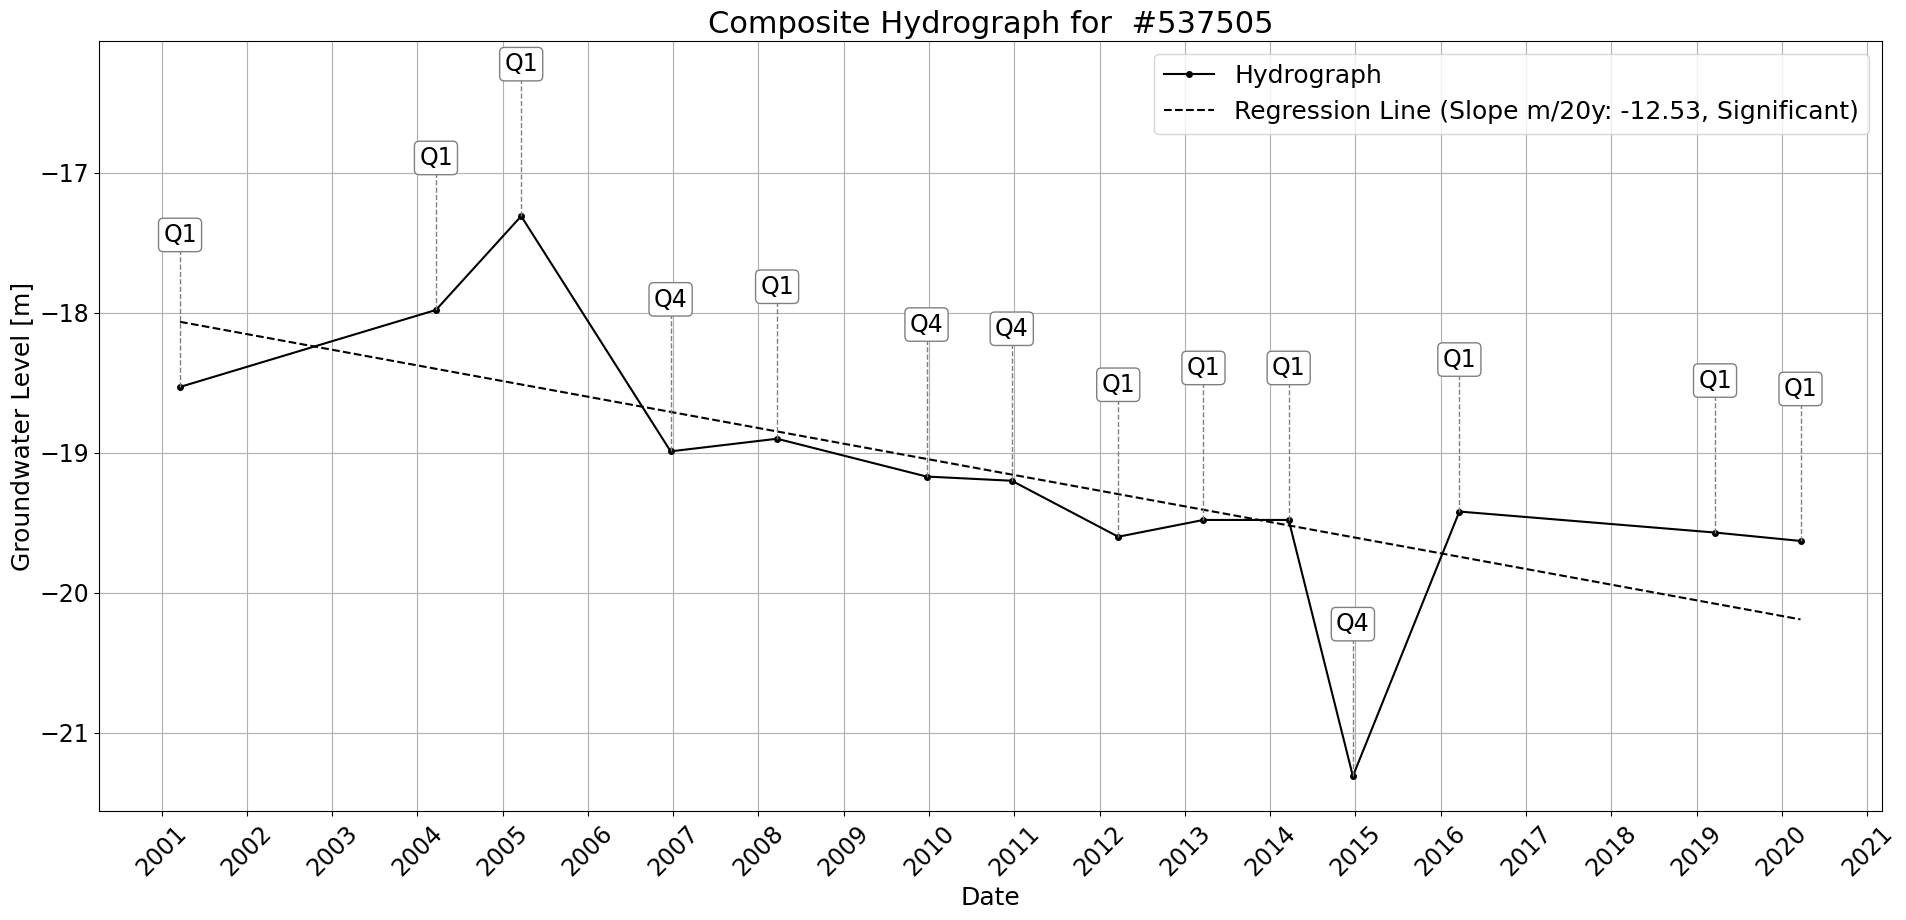 Composite Hydrograph for #537505
Hydrograph
Regression Line (Slope m/20y: -12.53, Significant)
Q1
Q1
Q1
Q4
Q1
Q4
Q4
Q1
Q1
Q1
Q4
Q1
Q1
Q1
Groundwater Level [m]
−17
−18
−19
−20
−21
2001
2002
2003
2004
2005
2006
2007
2008
2009
2010
2011
2012
2013
2014
2015
2016
2017
2018
2019
2020
2021
Date